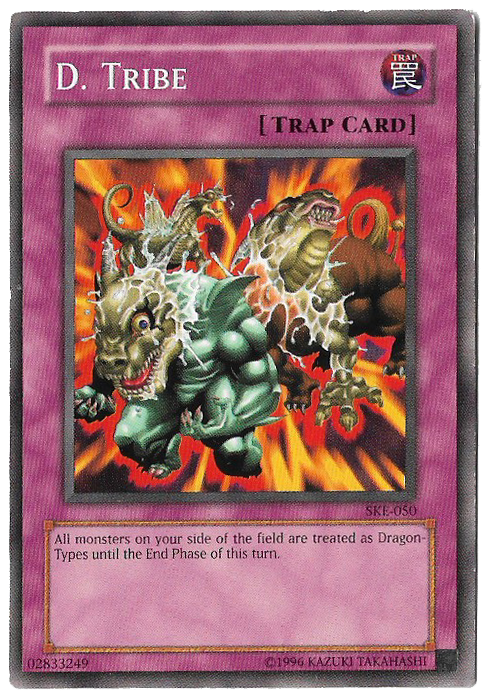 D. TRIBE
TRAP
罠
[TRAP CARD]
SKE-050
All monsters on your side of the field are treated as Dragon-
Types until the End Phase of this turn.
02833249
©1996 KAZUKI TAKAHASHI